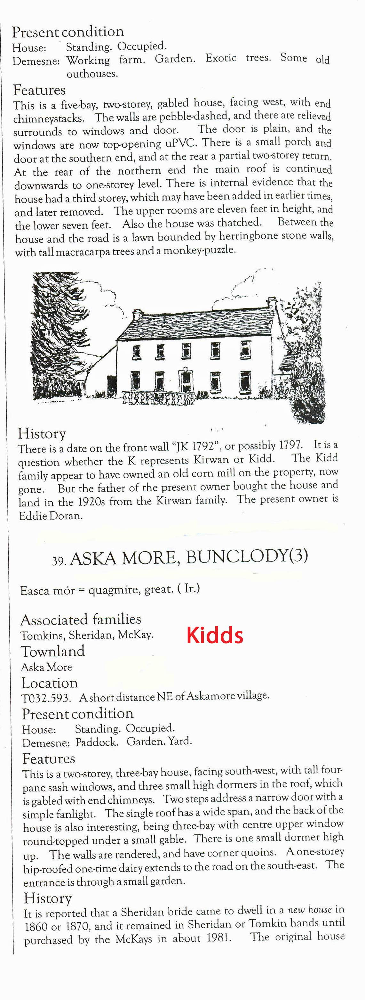 Present condition
House: Standing. Occupied.
Demesne: Working farm. Garden. Exotic trees. Some old
outhouses.
Features
This is a five-bay, two-storey, gabled house, facing west, with end
chimneystacks. The walls are pebble-dashed, and there are relieved
surrounds to windows and door. The door is plain, and the
windows are now top-opening uPVC. There is a small porch and
door at the southern end, and at the rear a partial two-storey return.
At the rear of the northern end the main roof is continued
downwards to one-storey level. There is internal evidence that the
house had a third storey, which may have been added in earlier times,
and later removed. The upper rooms are eleven feet in height, and
the lower seven feet. Also the house was thatched. Between the
house and the road is a lawn bounded by herringbone stone walls,
with tall macracarpa trees and a monkey-puzzle.
History
There is a date on the front wall “JK 1792”, or possibly 1797. It is a
question whether the K represents Kirwan or Kidd. The Kidd
family appear to have owned an old corn mill on the property, now
gone. But the father of the present owner bought the house and
land in the 1920s from the Kirwan family. The present owner is
Eddie Doran.
39. ASKA MORE, BUNCLODY(3)
Easca mór = quagmire, great. ( Ir.)
Associated families
Tomkins, Sheridan, McKay. Kidds
Townland
Aska More
Location
T032.593. A short distance NE of Askamore village.
Present condition
House: Standing. Occupied.
Demesne: Paddock. Garden. Yard.
Features
This is a two-storey, three-bay house, facing south-west, with tall four-
pane sash windows, and three small high dormers in the roof, which
is gabled with end chimneys. Two steps address a narrow door with a
simple fanlight. The single roof has a wide span, and the back of the
house is also interesting, being three-bay with centre upper window
round-topped under a small gable. There is one small dormer high
up. The walls are rendered, and have corner quoins. A one-storey
hip-roofed one-time dairy extends to the road on the south-east. The
entrance is through a small garden.
History
It is reported that a Sheridan bride came to dwell in a new house in
1860 or 1870, and it remained in Sheridan or Tomkin hands until
purchased by the McKays in about 1981. The original house